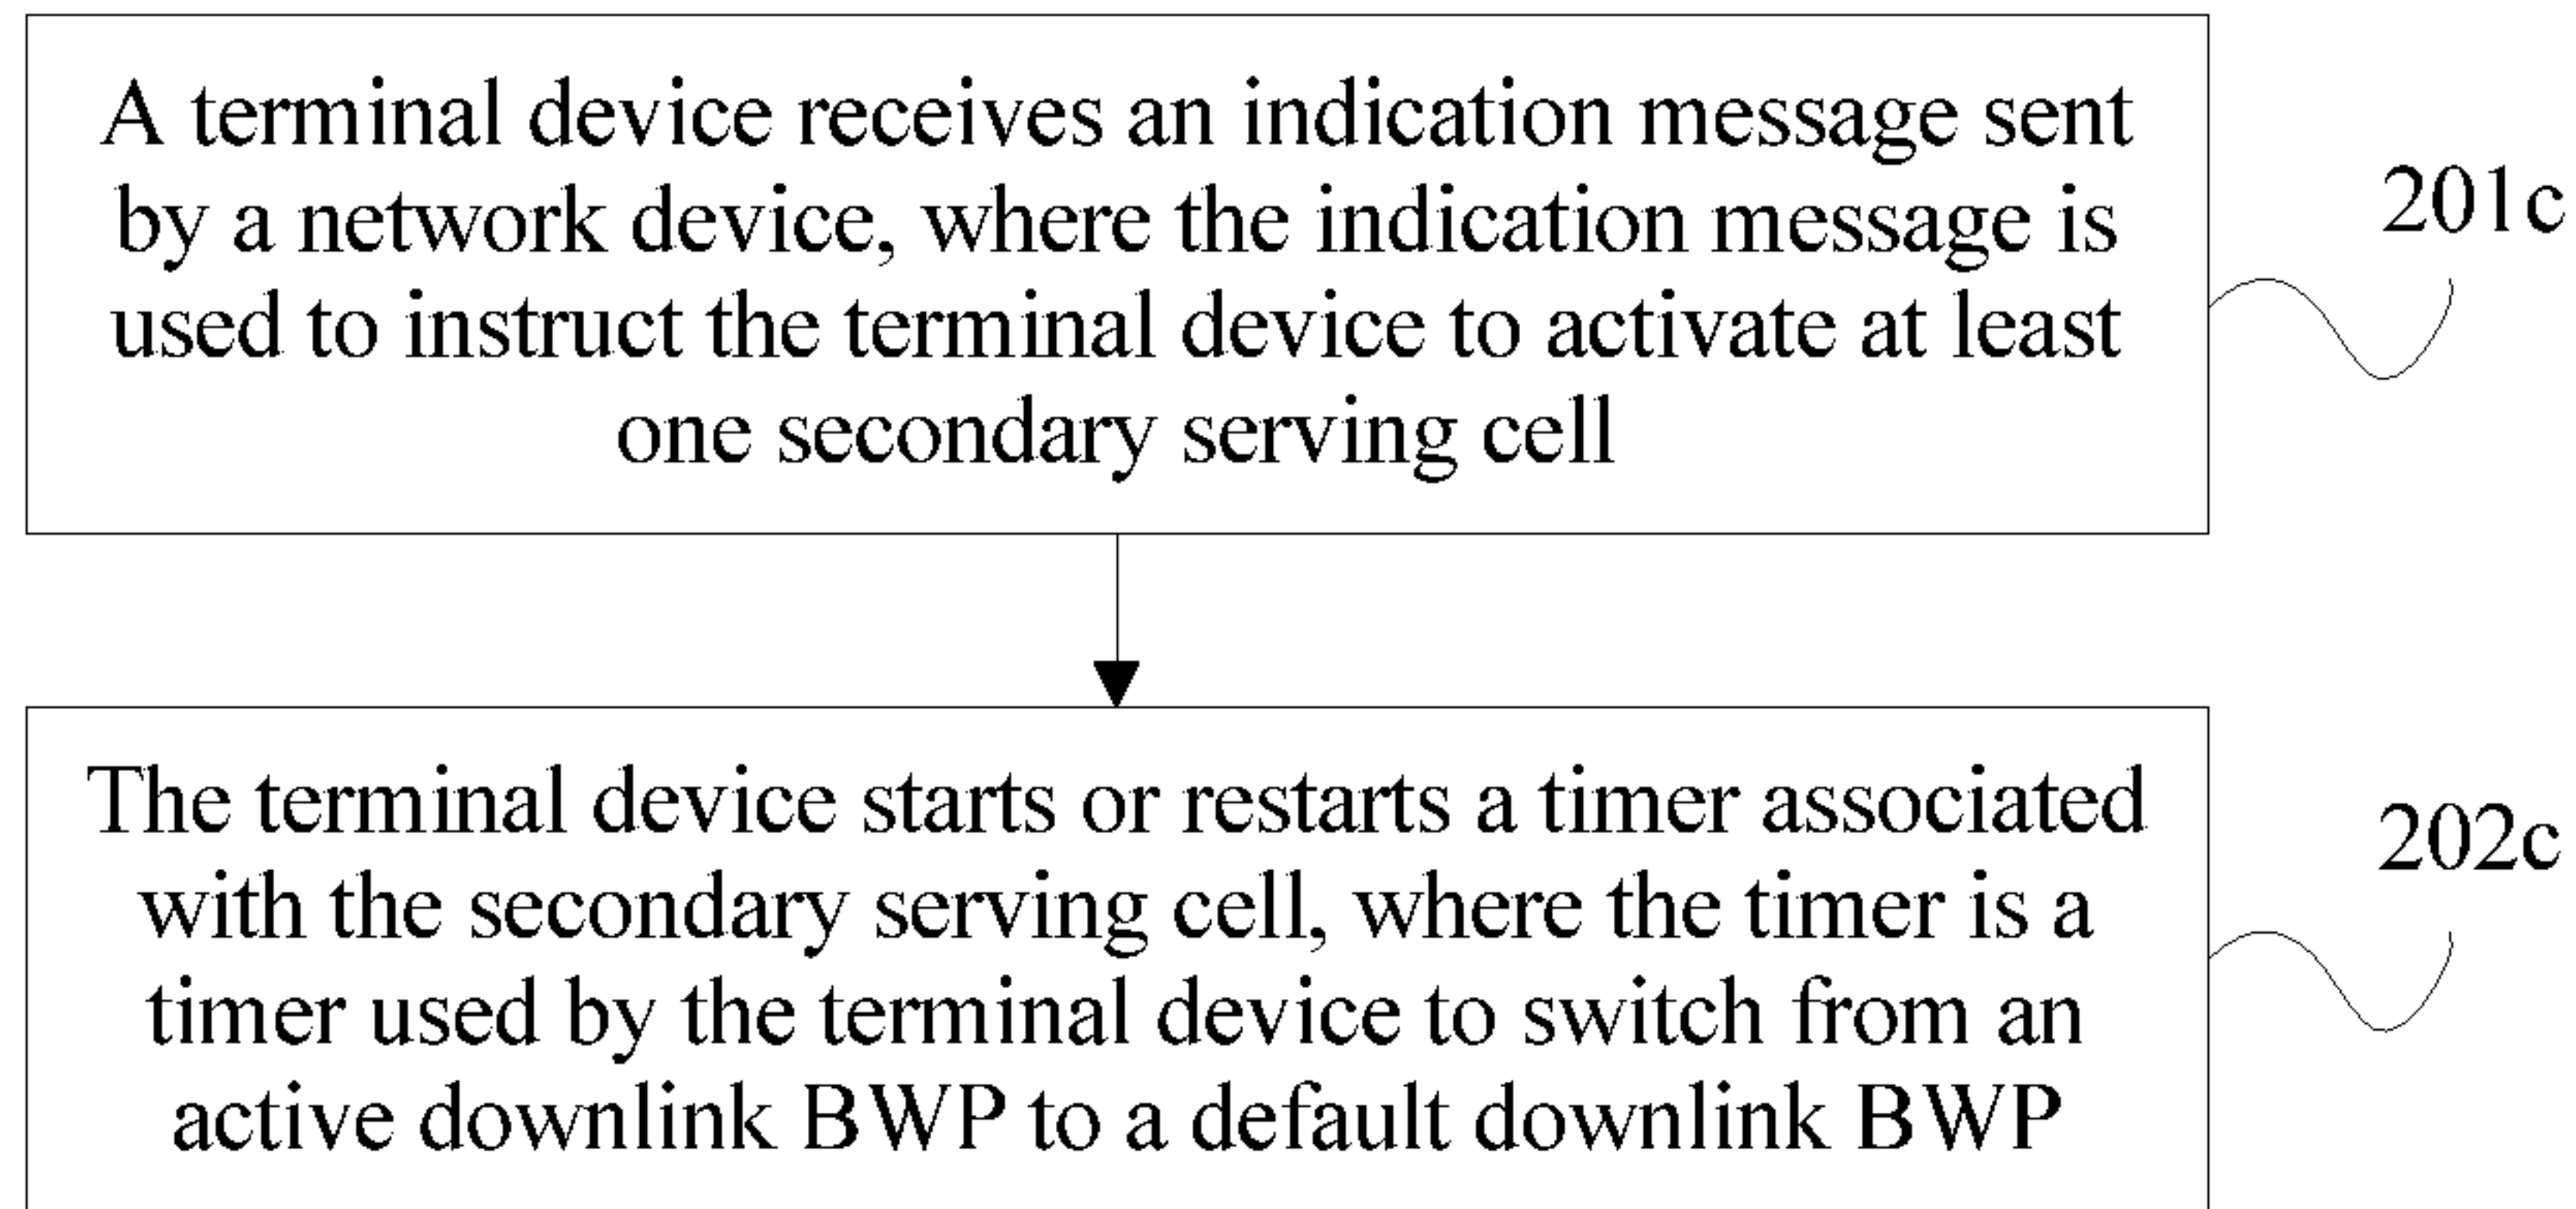 A terminal device receives an indication message sent
by a network device, where the indication message is
used to instruct the terminal device to activate at least
one secondary serving cell
201c
The terminal device starts or restarts a timer associated
with the secondary serving cell, where the timer is a
timer used by the terminal device to switch from an
active downlink BWP to a default downlink BWP
202c